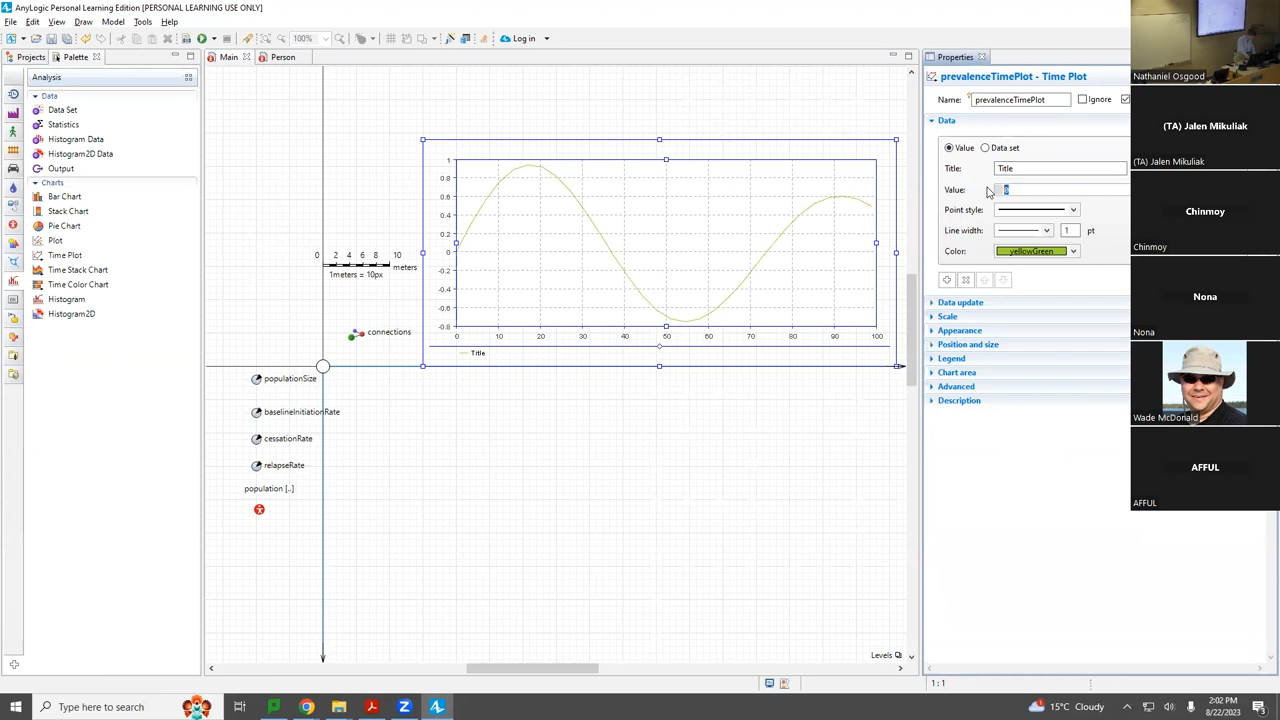 AnyLogic Personal Learning Edition [PERSONAL LEARNING USE ONLY]
File Edit View Draw Model Tools Help
100% Log in
Projects Palette
Main Person
Properties
Analysis
Data
Data Set
Statistics
Histogram Data
Histogram2D Data
Output
Charts
Bar Chart
Stack Chart
Pie Chart
Plot
Time Plot
Time Stack Chart
Time Color Chart
Histogram
Histogram2D
0 2 4 6 8 10
meters
1meters = 10px
connections
1
0.8
0.6
0.4
0.2
0
-0.2
-0.4
-0.6
-0.8
0 10 20 30 40 50 60 70 80 90 100
Title
populationSize
baselineInitiationRate
cessationRate
relapseRate
population [..]
Levels
prevalenceTimePlot - Time Plot
Name: prevalenceTimePlot Ignore
Data
Value Data set
Title: Title
Value: 0
Point style:
Line width: 1 pt
Color: yellowGreen
Data update
Scale
Appearance
Position and size
Legend
Chart area
Advanced
Description
1 : 1
Nathaniel Osgood
(TA) Jalen Mikuliak
(TA) Jalen Mikuliak
Chinmoy
Chinmoy
Nona
Nona
Wade McDonald
AFFUL
AFFUL
Type here to search
15°C Cloudy
2:02 PM
8/22/2023
3